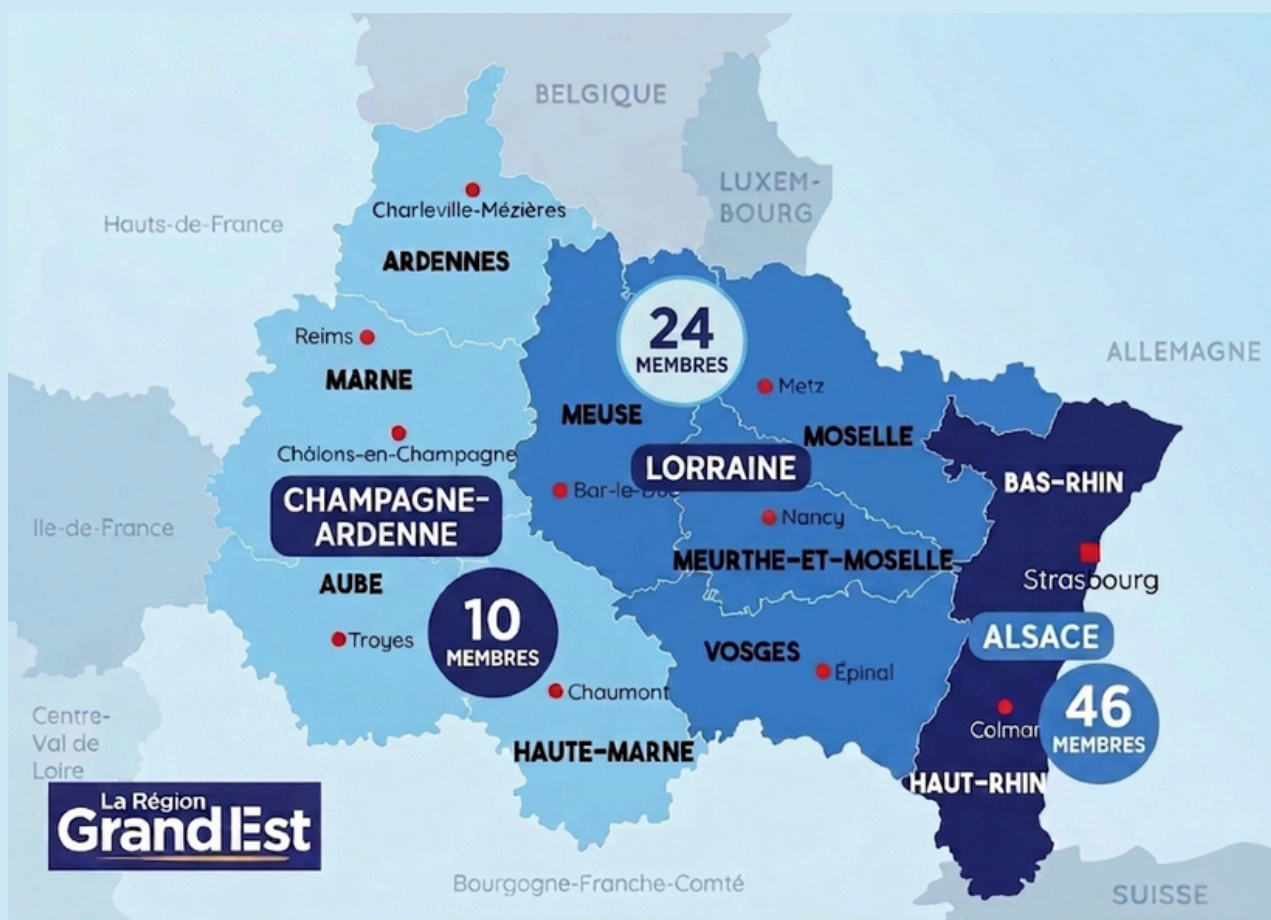 BELGIQUE
LUXEM-
BOURG
Hauts-de-France
Charleville-Mézières
ARDENNES
Reims
MARNE
Châlons-en-Champagne
24
MEMBRES
ALLEMAGNE
Metz
MEUSE
MOSELLE
LORRAINE
BAS-RHIN
Bar-le-Duc
CHAMPAGNE-
ARDENNE
Nancy
Ile-de-France
MEURTHE-ET-MOSELLE
Strasbourg
AUBE
10
MEMBRES
Troyes
ALSACE
VOSGES
Épinal
Chaumont
Colmar
46
MEMBRES
Centre-
Val de
Loire
HAUTE-MARNE
HAUT-RHIN
La Région
Grand Est
Bourgogne-Franche-Comté
SUISSE